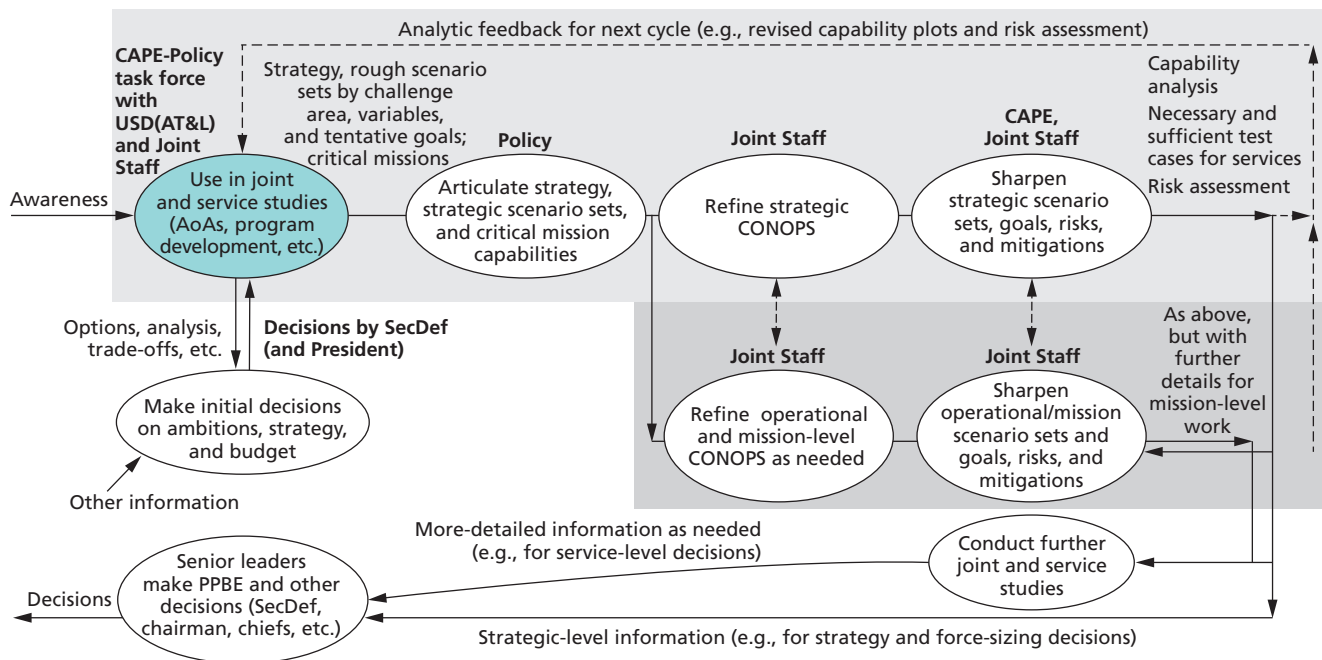 Analytic feedback for next cycle (e.g., revised capability plots and risk assessment)
CAPE-Policy
task force
with
USD(AT&L)
and Joint
Staff
Strategy, rough scenario
sets by challenge
area, variables,
and tentative goals;
critical missions
Policy
Joint Staff
CAPE,
Joint Staff
Capability
analysis
Necessary and
sufficient test
cases for services
Risk assessment
Awareness
Use in joint
and service studies
(AoAs, program
development, etc.)
Articulate strategy,
strategic scenario sets,
and critical mission
capabilities
Refine strategic
CONOPS
Sharpen
strategic scenario
sets, goals, risks,
and mitigations
Options, analysis,
trade-offs, etc.
Decisions by SecDef
(and President)
Joint Staff
Joint Staff
As above,
but with
further
details for
mission-level
work
Make initial decisions
on ambitions, strategy,
and budget
Refine operational
and mission-level
CONOPS as needed
Sharpen
operational/mission
scenario sets and
goals, risks, and
mitigations
Other information
More-detailed information as needed
(e.g., for service-level decisions)
Conduct further
joint and service
studies
Senior leaders
make PPBE and other
decisions (SecDef,
chairman, chiefs, etc.)
Decisions
Strategic-level information (e.g., for strategy and force-sizing decisions)